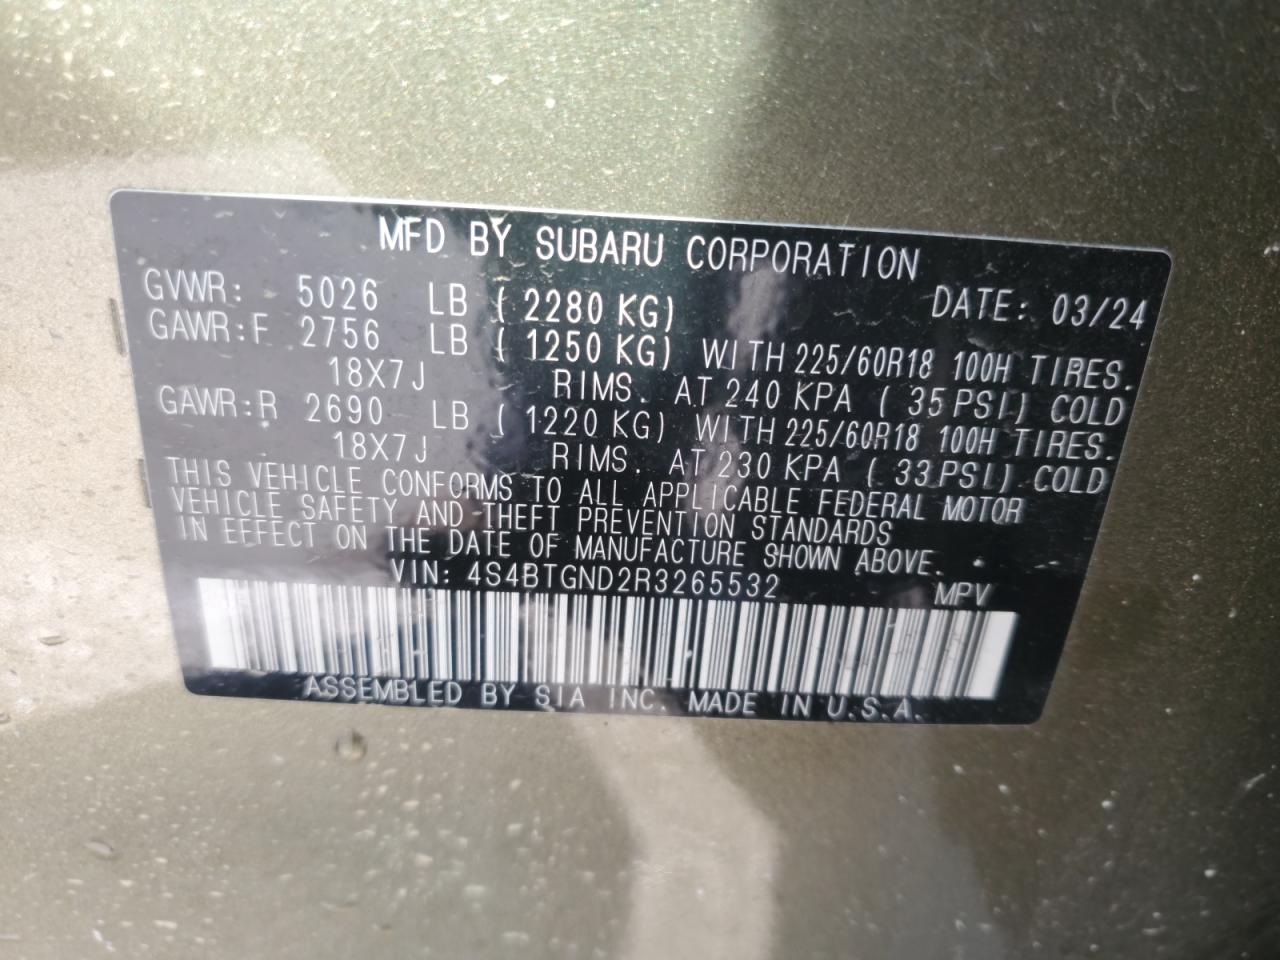 MFD BY SUBARU CORPORATION
GVWR: 5026 LB ( 2280 KG) DATE: 03/24
GAWR:F 2756 LB ( 1250 KG) WITH 225/60R18 100H TIRES.
18X7J RIMS. AT 240 KPA ( 35 PSI) COLD
GAWR:R 2690 LB ( 1220 KG) WITH 225/60R18 100H TIRES.
18X7J RIMS. AT 230 KPA ( 33 PSI) COLD
THIS VEHICLE CONFORMS TO ALL APPLICABLE FEDERAL MOTOR
VEHICLE SAFETY AND THEFT PREVENTION STANDARDS
IN EFFECT ON THE DATE OF MANUFACTURE SHOWN ABOVE.
VIN: 4S4BTGND2R3265532 MPV
ASSEMBLED BY SIA INC. MADE IN U.S.A.